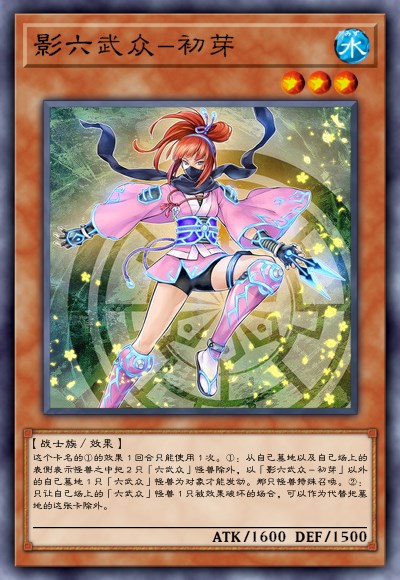 影六武众-初芽
水
【战士族/效果】
这个卡名的①的效果1回合只能使用1次。①：从自己墓地以及自己场上的
表侧表示怪兽之中把2只「六武众」怪兽除外，以「影六武众-初芽」以外
的自己墓地1只「六武众」怪兽为对象才能发动。那只怪兽特殊召唤。②：
只让自己场上的「六武众」怪兽1只被效果破坏的场合，可以作为代替把墓
地的这张卡除外。
ATK/1600 DEF/1500